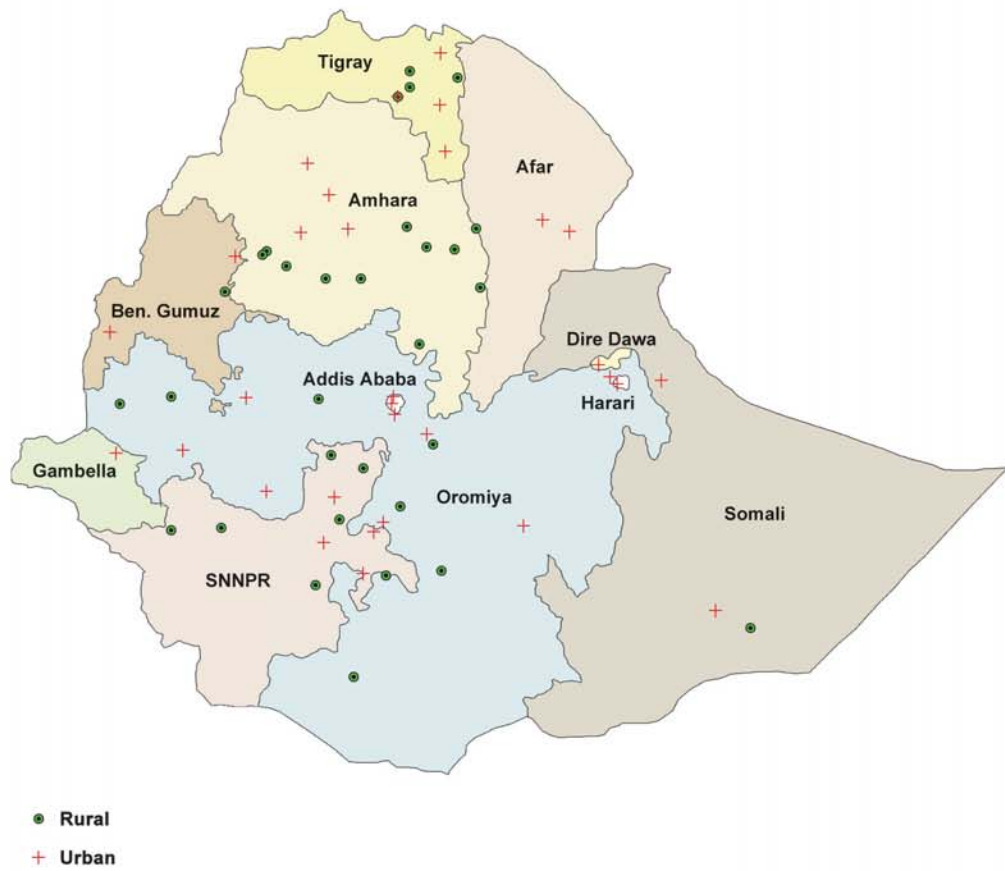 Tigray
Afar
Amhara
Ben. Gumuz
Dire Dawa
Addis Ababa
Harari
Gambella
Oromiya
Somali
SNNPR
Rural
Urban